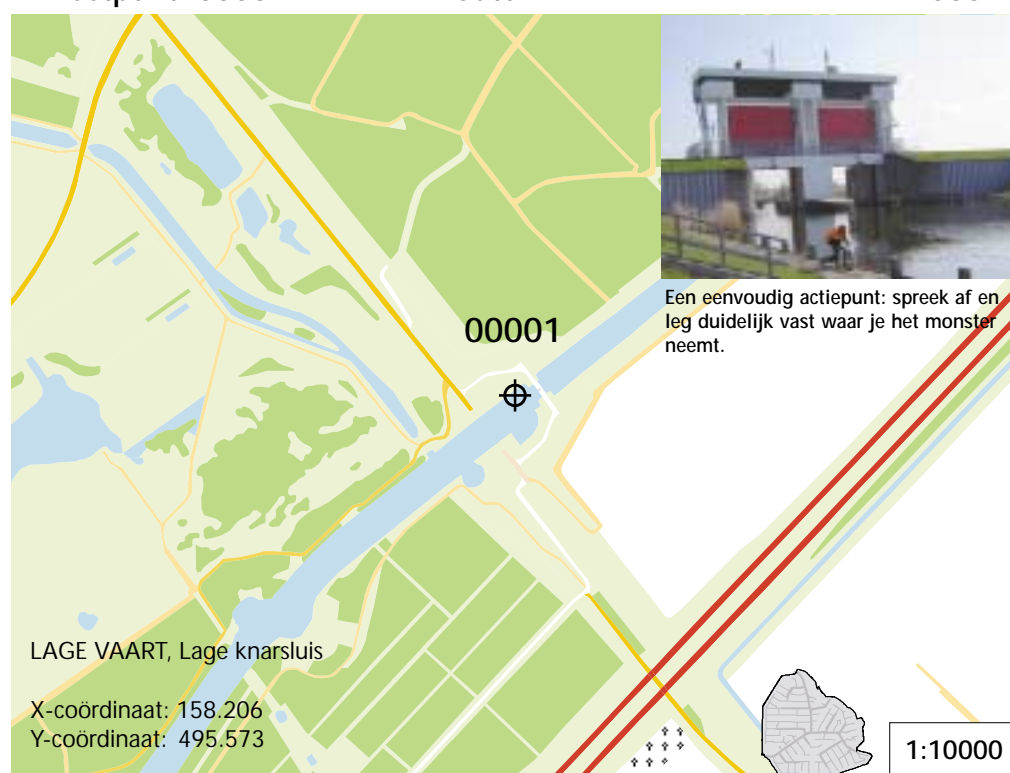 Een eenvoudig actiepunt: spreek af en
leg duidelijk vast waar je het monster
neemt.
00001
LAGE VAART, Lage knarsluis
X-coördinaat: 158.206
Y-coördinaat: 495.573
1:10000